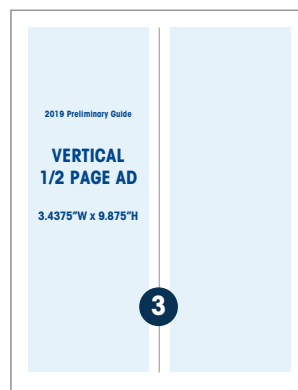 2019 Preliminary Guide
VERTICAL
1/2 PAGE AD
3.4375”W x 9.875”H
3